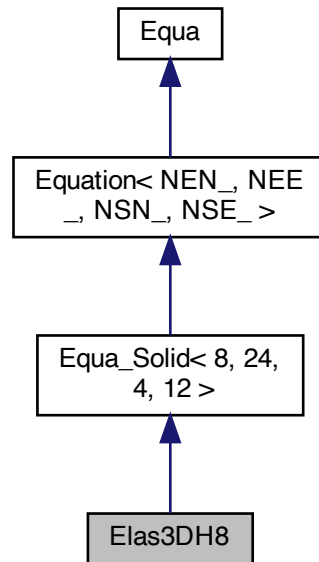 Equa
Equation< NEN_, NEE
_, NSN_, NSE_ >
Equa_Solid< 8, 24,
4, 12 >
Elas3DH8